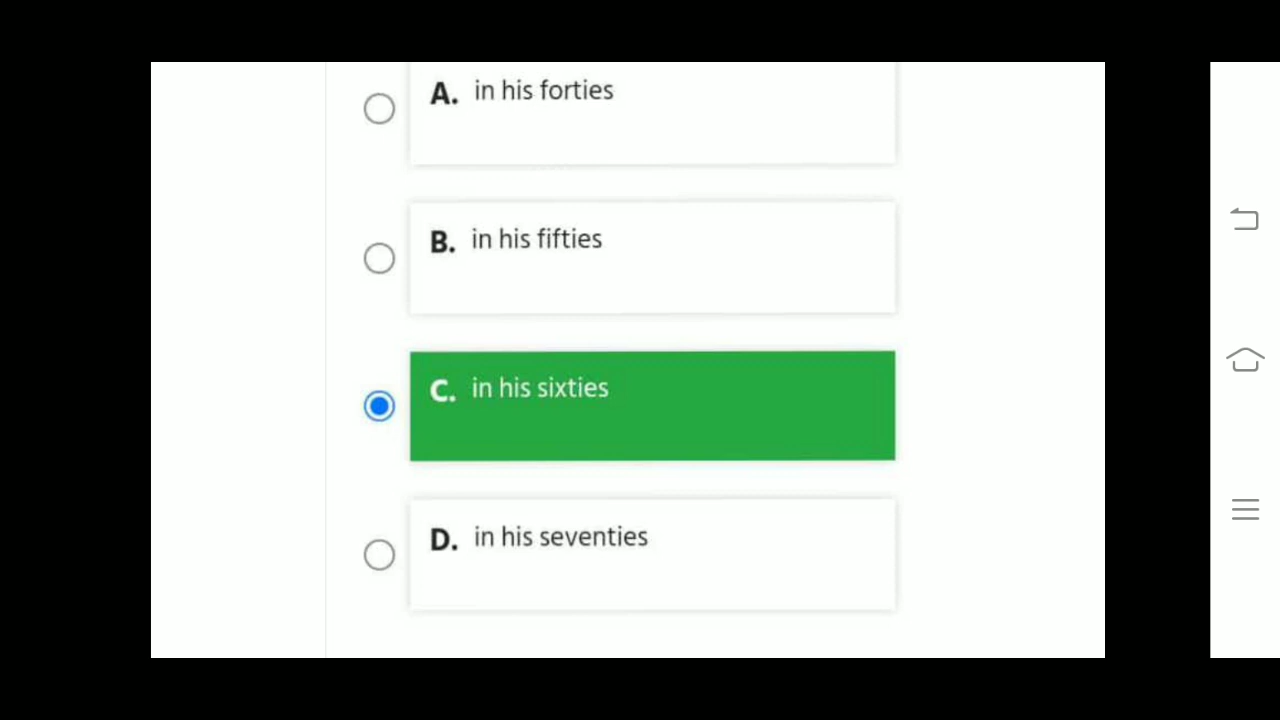 A. in his forties
B. in his fifties
C. in his sixties
D. in his seventies